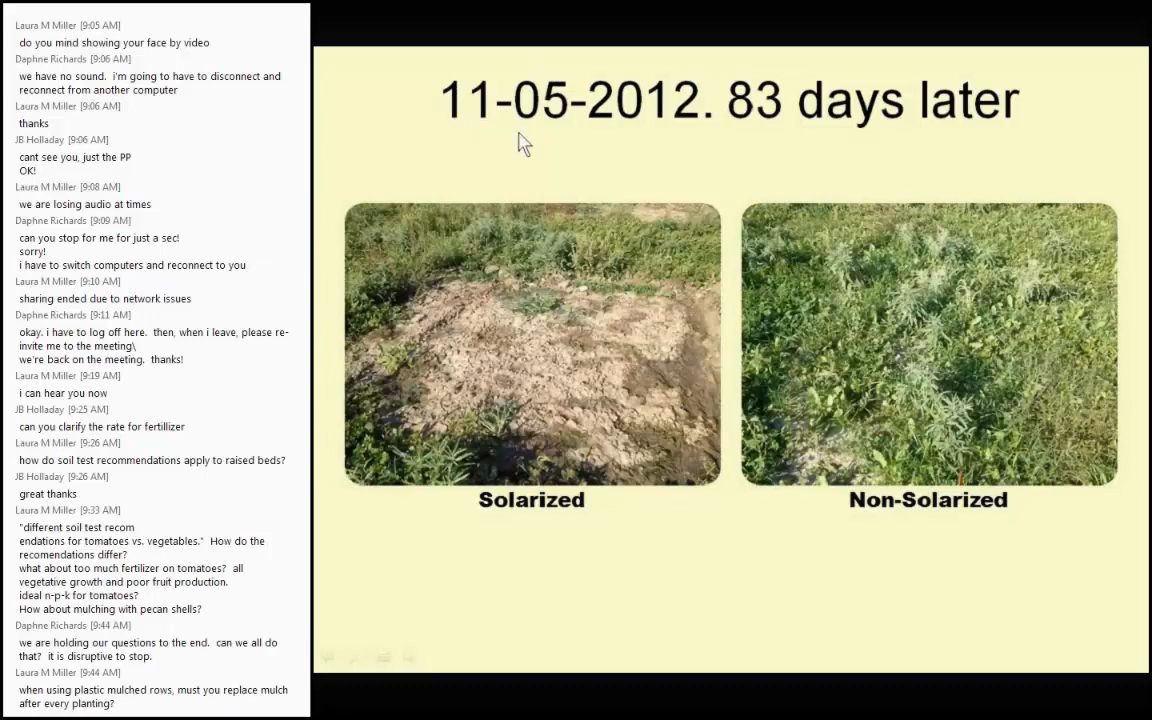 Laura M Miller [9:05 AM]
do you mind showing your face by video
Daphne Richards [9:06 AM]
we have no sound.  i'm going to have to disconnect and
reconnect from another computer
Laura M Miller [9:06 AM]
thanks
JB Holladay [9:06 AM]
cant see you, just the PP
OK!
Laura M Miller [9:08 AM]
we are losing audio at times
Daphne Richards [9:09 AM]
can you stop for me for just a sec!
sorry!
i have to switch computers and reconnect to you
Laura M Miller [9:10 AM]
sharing ended due to network issues
Daphne Richards [9:11 AM]
okay. i have to log off here.  then, when i leave, please re-
invite me to the meeting\
we're back on the meeting.  thanks!
Laura M Miller [9:19 AM]
i can hear you now
JB Holladay [9:25 AM]
can you clarify the rate for fertillizer
Laura M Miller [9:26 AM]
how do soil test recommendations apply to raised beds?
JB Holladay [9:26 AM]
great thanks
Laura M Miller [9:33 AM]
"different soil test recom
endations for tomatoes vs. vegetables."  How do the
recomendations differ?
what about too much fertilizer on tomatoes?  all
vegetative growth and poor fruit production.
ideal n-p-k for tomatoes?
How about mulching with pecan shells?
Daphne Richards [9:44 AM]
we are holding our questions to the end.  can we all do
that?  it is disruptive to stop.
Laura M Miller [9:44 AM]
when using plastic mulched rows, must you replace mulch
after every planting?
11-05-2012. 83 days later
Solarized
Non-Solarized